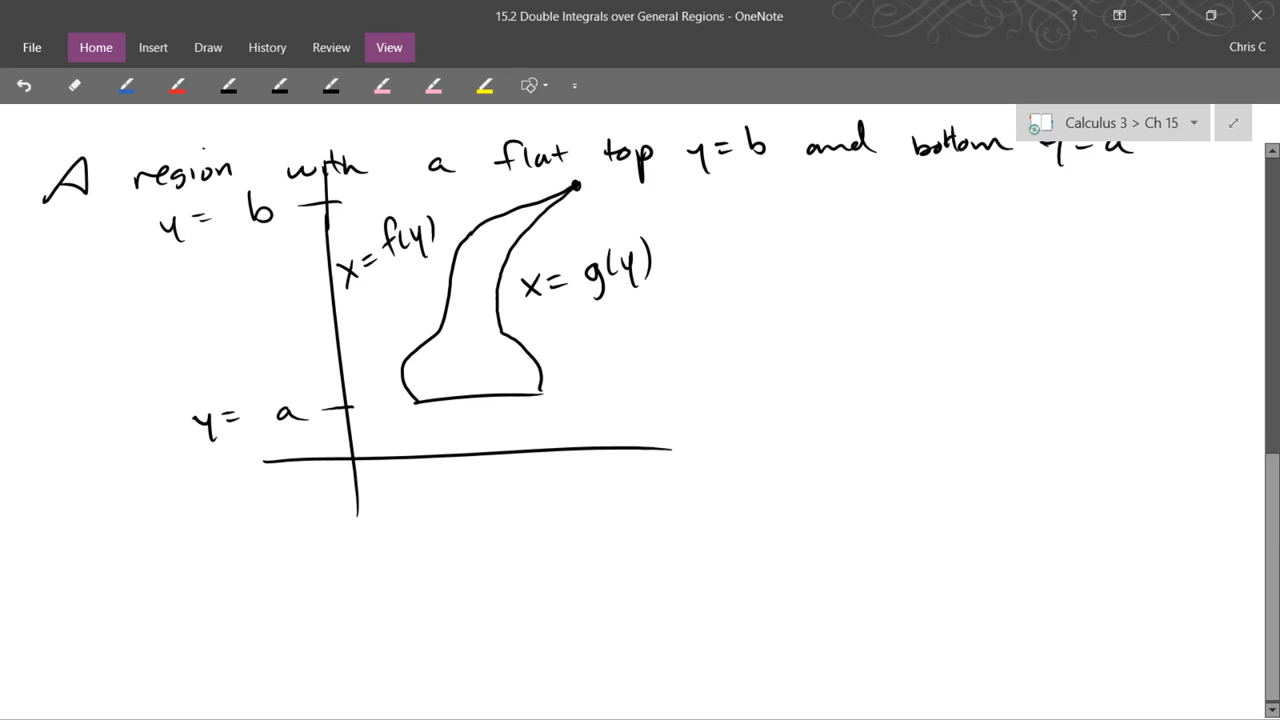 15.2 Double Integrals over General Regions - OneNote
File Home Insert Draw History Review View Chris C
Calculus 3 > Ch 15
A region with a flat top y = b and bottom y = a
y = b
x = f(y)
x = g(y)
y = a